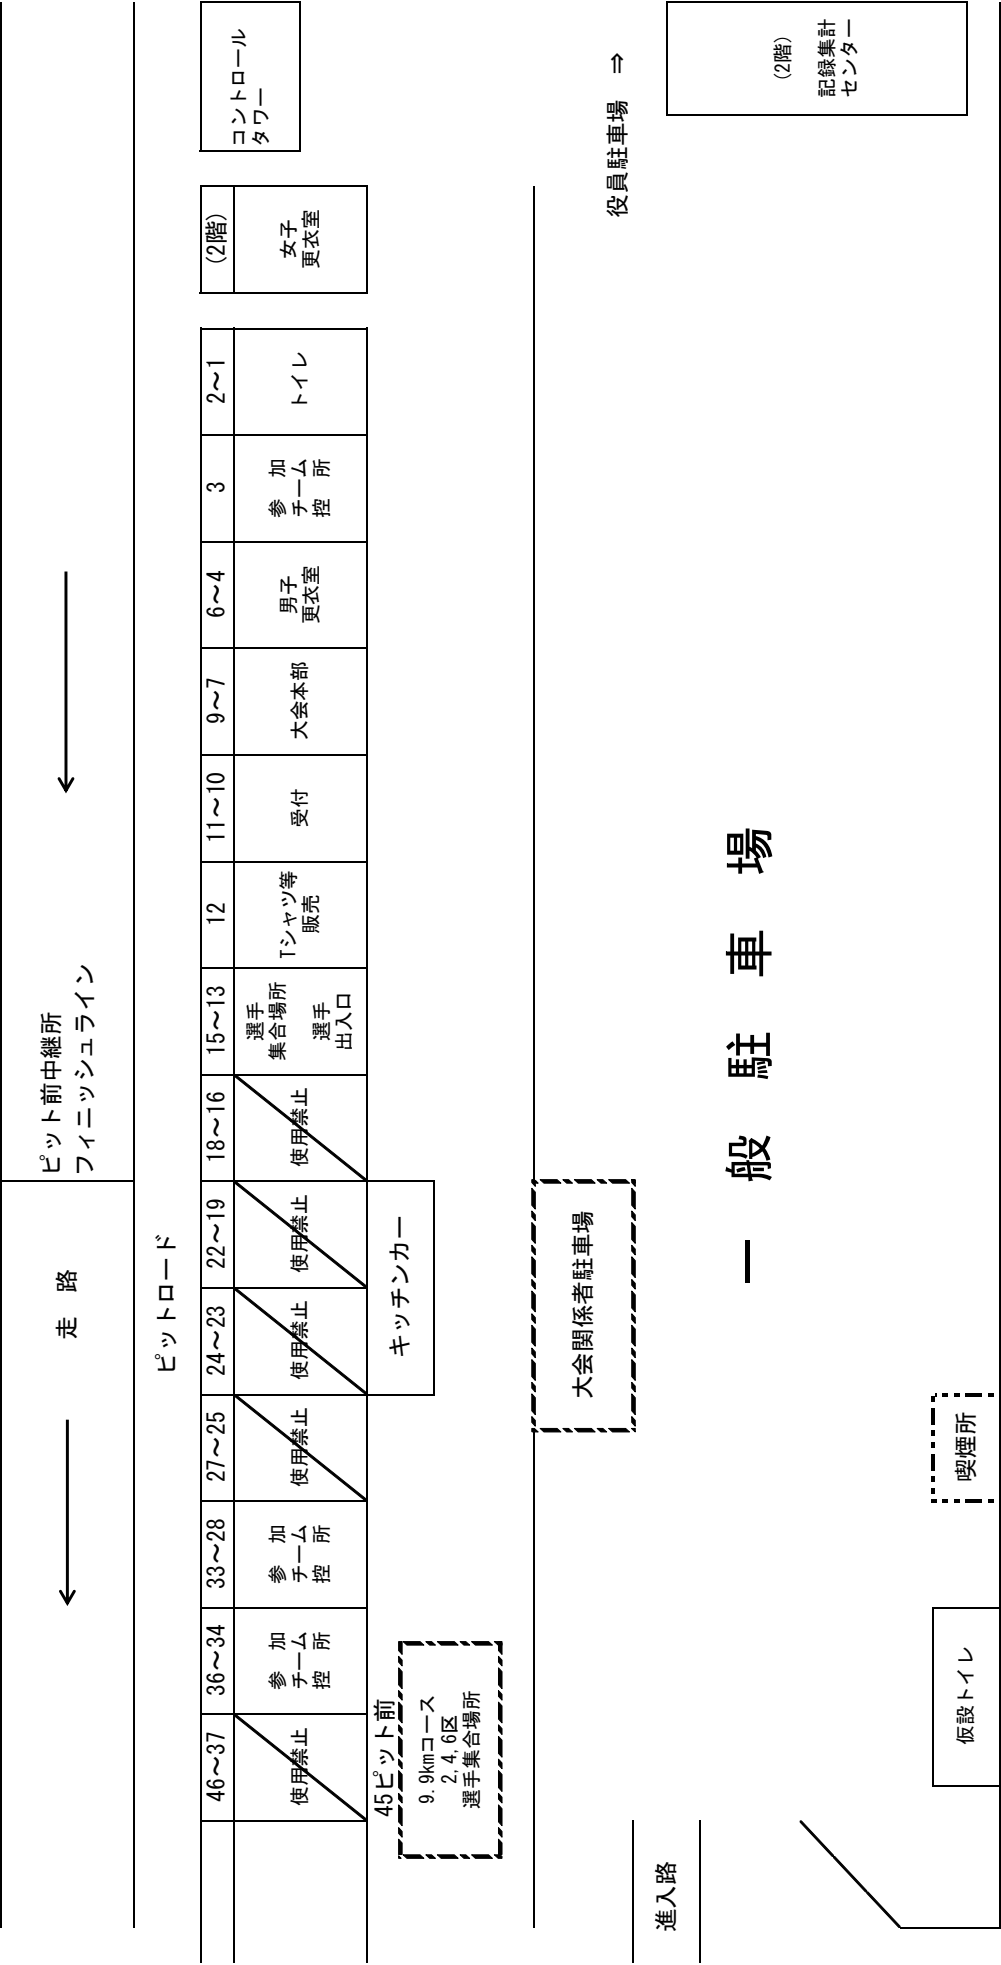 走　路
ピット前中継所
フィニッシュライン
ピットロード
46～37
36～34
33～28
27～25
24～23
22～19
18～16
15～13
12
11～10
9～7
6～4
3
2～1
(2階)
コントロール
タワー
使用禁止
参　加
チーム
控　所
参　加
チーム
控　所
使用禁止
使用禁止
使用禁止
使用禁止
選手
集合場所
選手
出入口
Tシャツ等
販売
受付
大会本部
男子
更衣室
参　加
チーム
控　所
トイレ
女子
更衣室
45ピット前
キッチンカー
9.9kmコース
2,4,6区
選手集合場所
大会関係者駐車場
役員駐車場　⇒
進入路
一般駐車場
(2階)
記録集計
センター
仮設トイレ
喫煙所